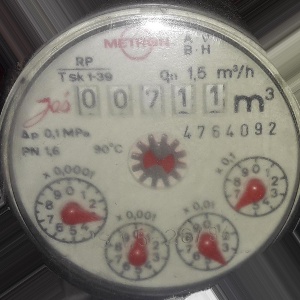 METRON
A V
B-H
RP
Tsk 1-39
Qn 1,5 m³/h
Jaś
00711 m³
Δp 0,1 MPa
4764092
PN 1,6
90°C
x 0,0001
x 0,1
x 0,001
x 0,01